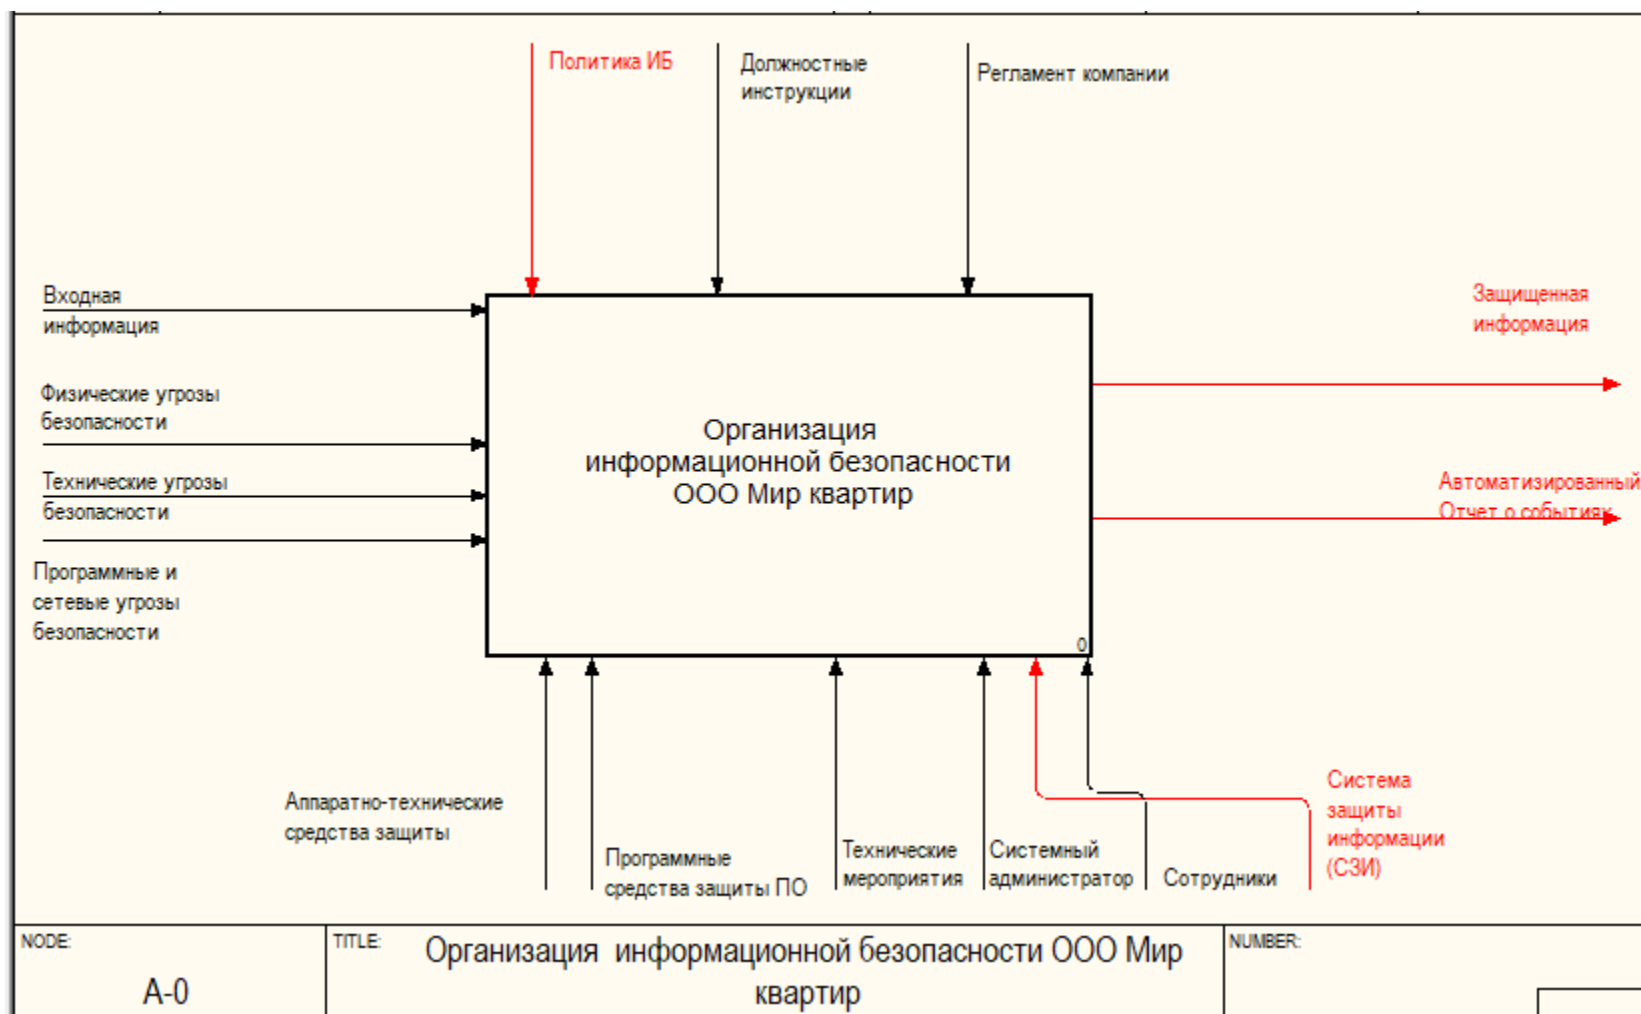 Политика ИБ
Должностные
инструкции
Регламент компании
Входная
информация
Физические угрозы
безопасности
Технические угрозы
безопасности
Программные и
сетевые угрозы
безопасности
Организация
информационной безопасности
ООО Мир квартир
0
Защищенная
информация
Автоматизированный
Отчет о событиях
Аппаратно-технические
средства защиты
Программные
средства защиты ПО
Технические
мероприятия
Системный
администратор
Сотрудники
Система
защиты
информации
(СЗИ)
NODE:
A-0
TITLE:
Организация информационной безопасности ООО Мир
квартир
NUMBER: